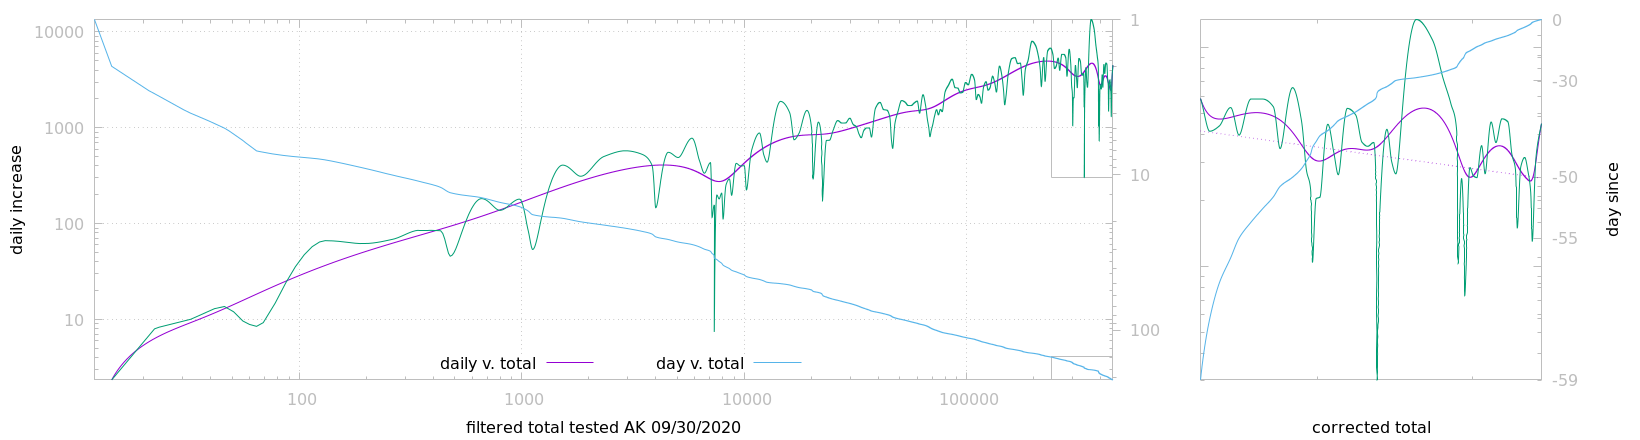 10000
1000
100
10
daily increase
100
1000
10000
100000
filtered total tested AK 09/30/2020
daily v. total
day v. total
1
10
100
0
-30
-50
-55
-59
day since
corrected total